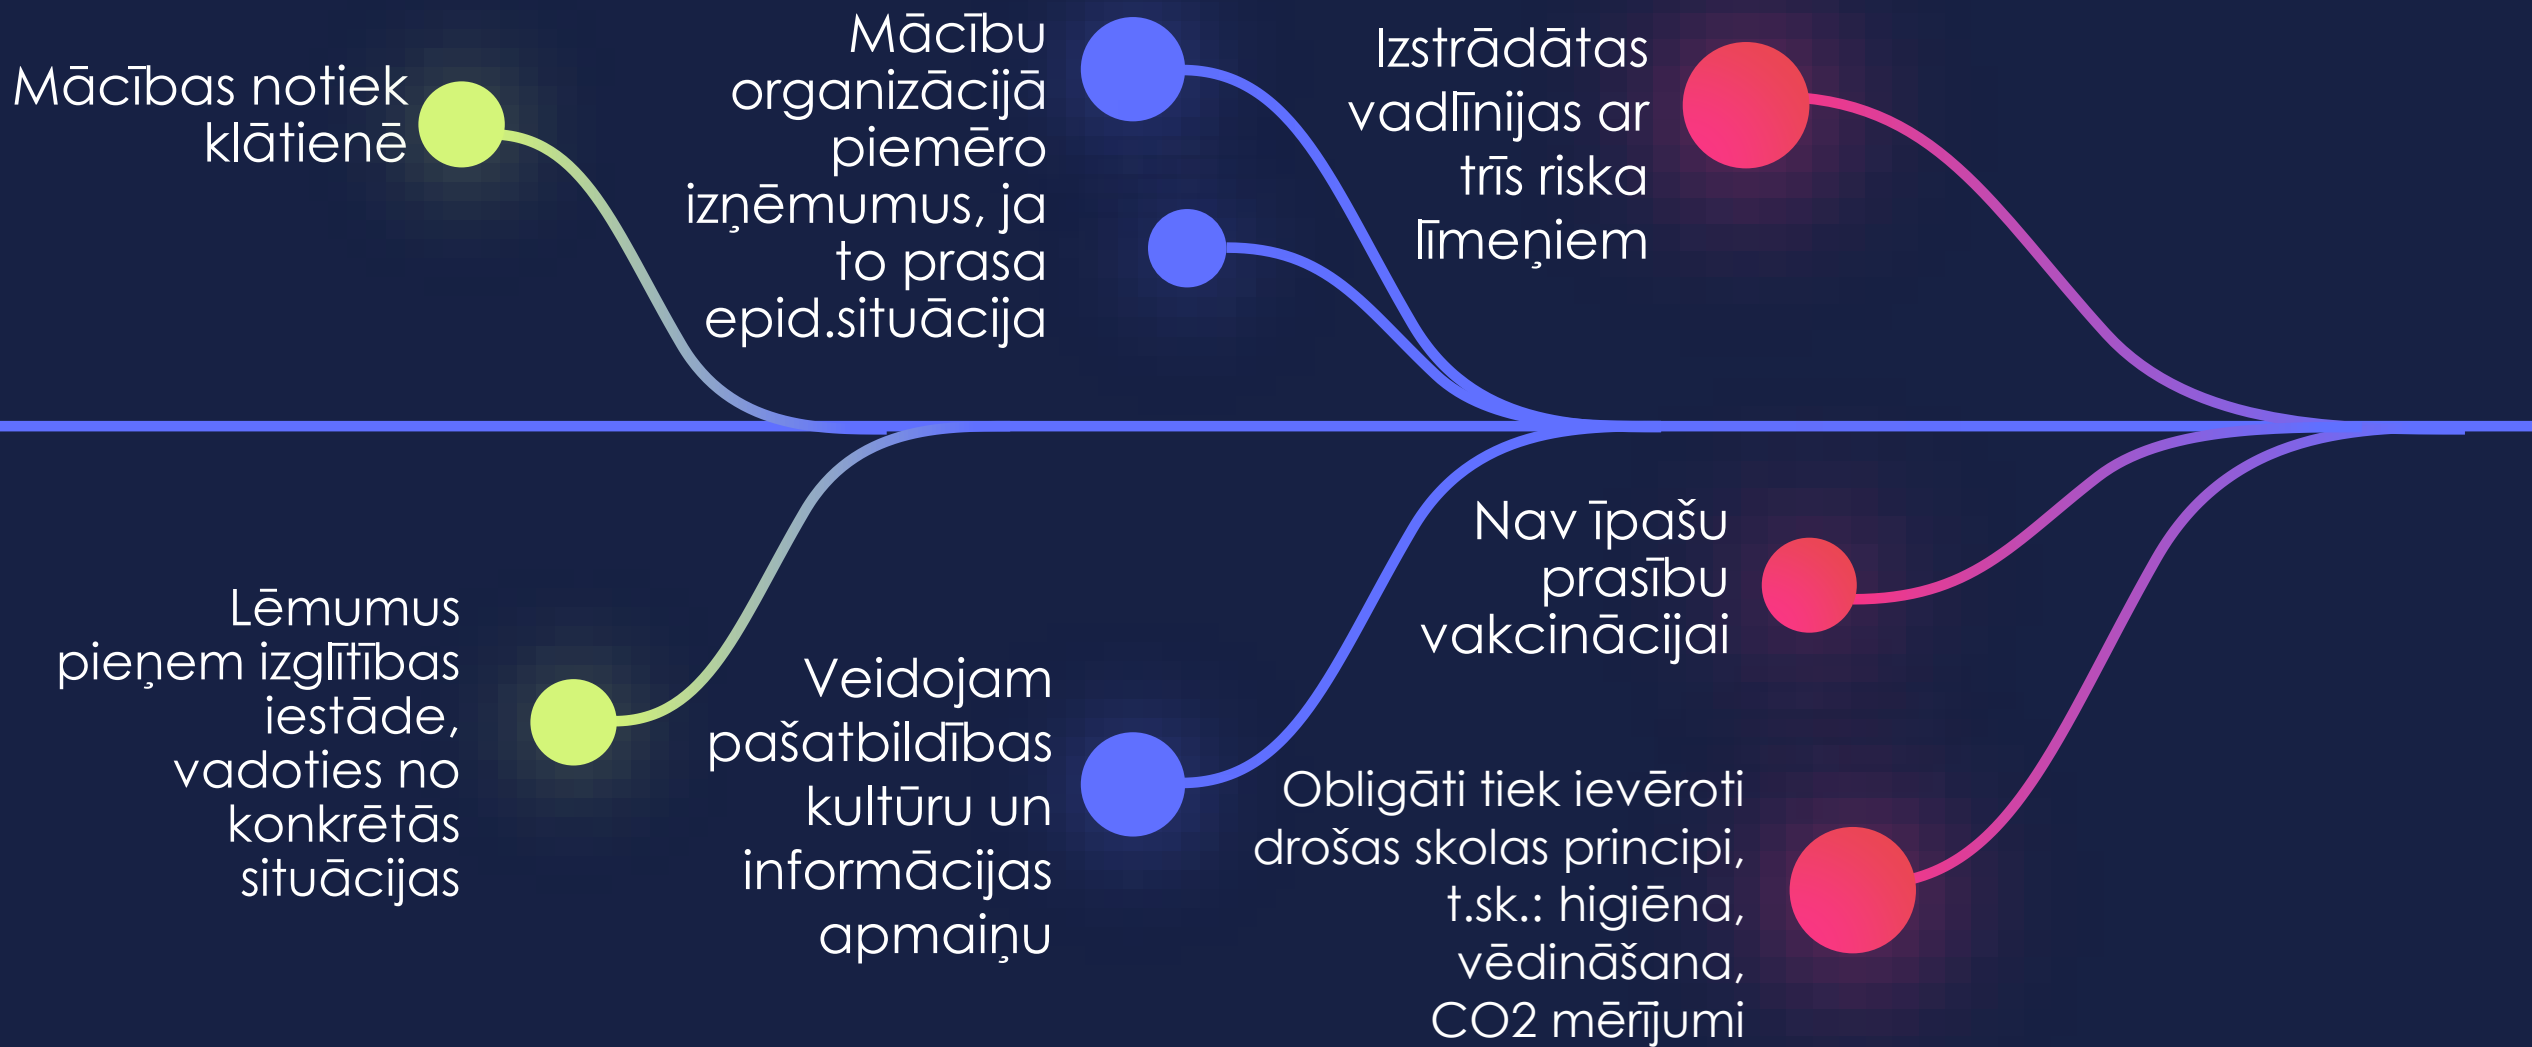 Mācības notiek
klātienē
Mācību
organizācijā
piemēro
izņēmumus, ja
to prasa
epid.situācija
Izstrādātas
vadlīnijas ar
trīs riska
līmeņiem
Lēmumus
pieņem izglītības
iestāde,
vadoties no
konkrētās
situācijas
Veidojam
pašatbildības
kultūru un
informācijas
apmaiņu
Nav īpašu
prasību
vakcinācijai
Obligāti tiek ievēroti
drošas skolas principi,
t.sk.: higiēna,
vēdināšana,
CO2 mērījumi